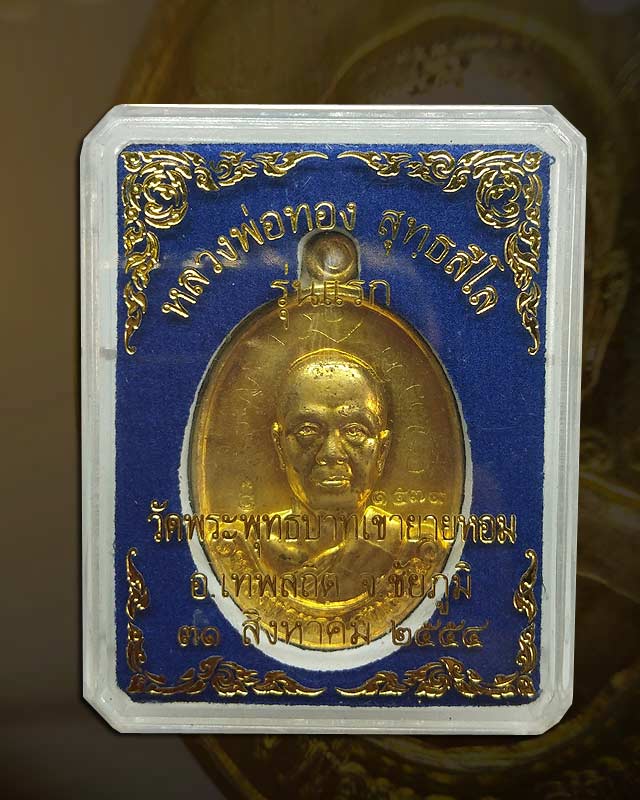 หลวงพ่อทอง สุทฺธสีโล
รุ่นแรก
๑๕๓๙
วัดพระพุทธบาทเขายายหอม
อ.เทพสถิต จ.ชัยภูมิ
๓๑ สิงหาคม ๒๕๕๔